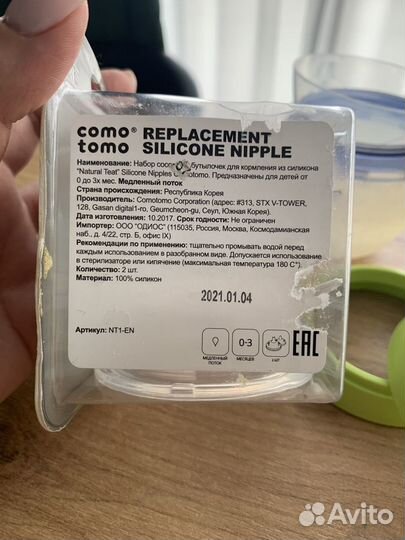 como® REPLACEMENT
tomo SILICONE NIPPLE
Наименование: Набор бутылочек для кормления из силикона
"Natural Teat" Silicone Nipples Comotomo. Предназначены для детей от
0 до 3х мес. Медленный поток
Страна происхождения: Республика Корея
Производитель: Comotomo Corporation (адрес: #313, STX V-TOWER,
128, Gasan digital1-ro, Geumcheon-gu, Сеул, Южная Корея).
Дата изготовления: 10.2017. Срок годности: Не ограничен
Импортер: ООО "ОДИОС" (115035, Россия, Москва, Космодамианская
наб., д. 4/22, стр. Б, офис IX)
Рекомендации по применению: тщательно промывать водой перед
каждым использованием в разобранном виде. Допускается использование
в стерилизаторе или кипячение (максимальная температура 180 С°).
Количество: 2 шт.
Материал: 100% силикон
2021.01.04
Артикул: NT1-EN
0-3
МЕДЛЕННЫЙ
ПОТОК
МЕСЯЦЕВ
EAC
Avito